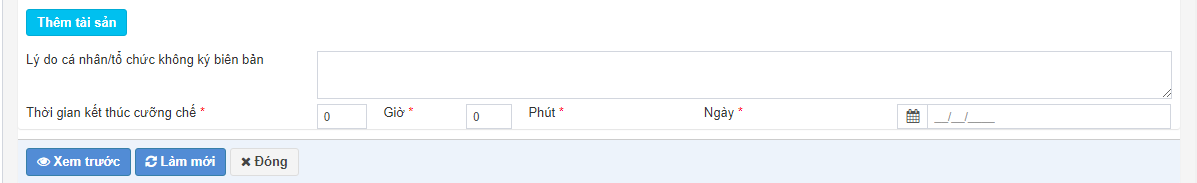 Thêm tài sản
Lý do cá nhân/tổ chức không ký biên bản
Thời gian kết thúc cưỡng chế * 0 Giờ * 0 Phút * Ngày * __/__/____
Xem trước Làm mới Đóng